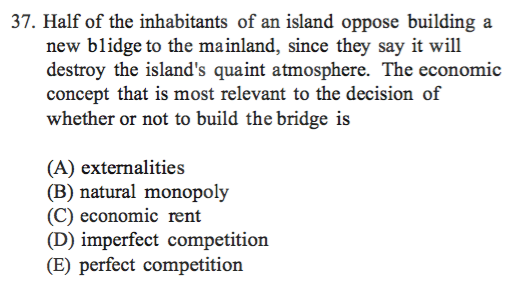 37. Half of the inhabitants of an island oppose building a
new blidge to the mainland, since they say it will
destroy the island's quaint atmosphere. The economic
concept that is most relevant to the decision of
whether or not to build the bridge is
(A) externalities
(B) natural monopoly
(C) economic rent
(D) imperfect competition
(E) perfect competition